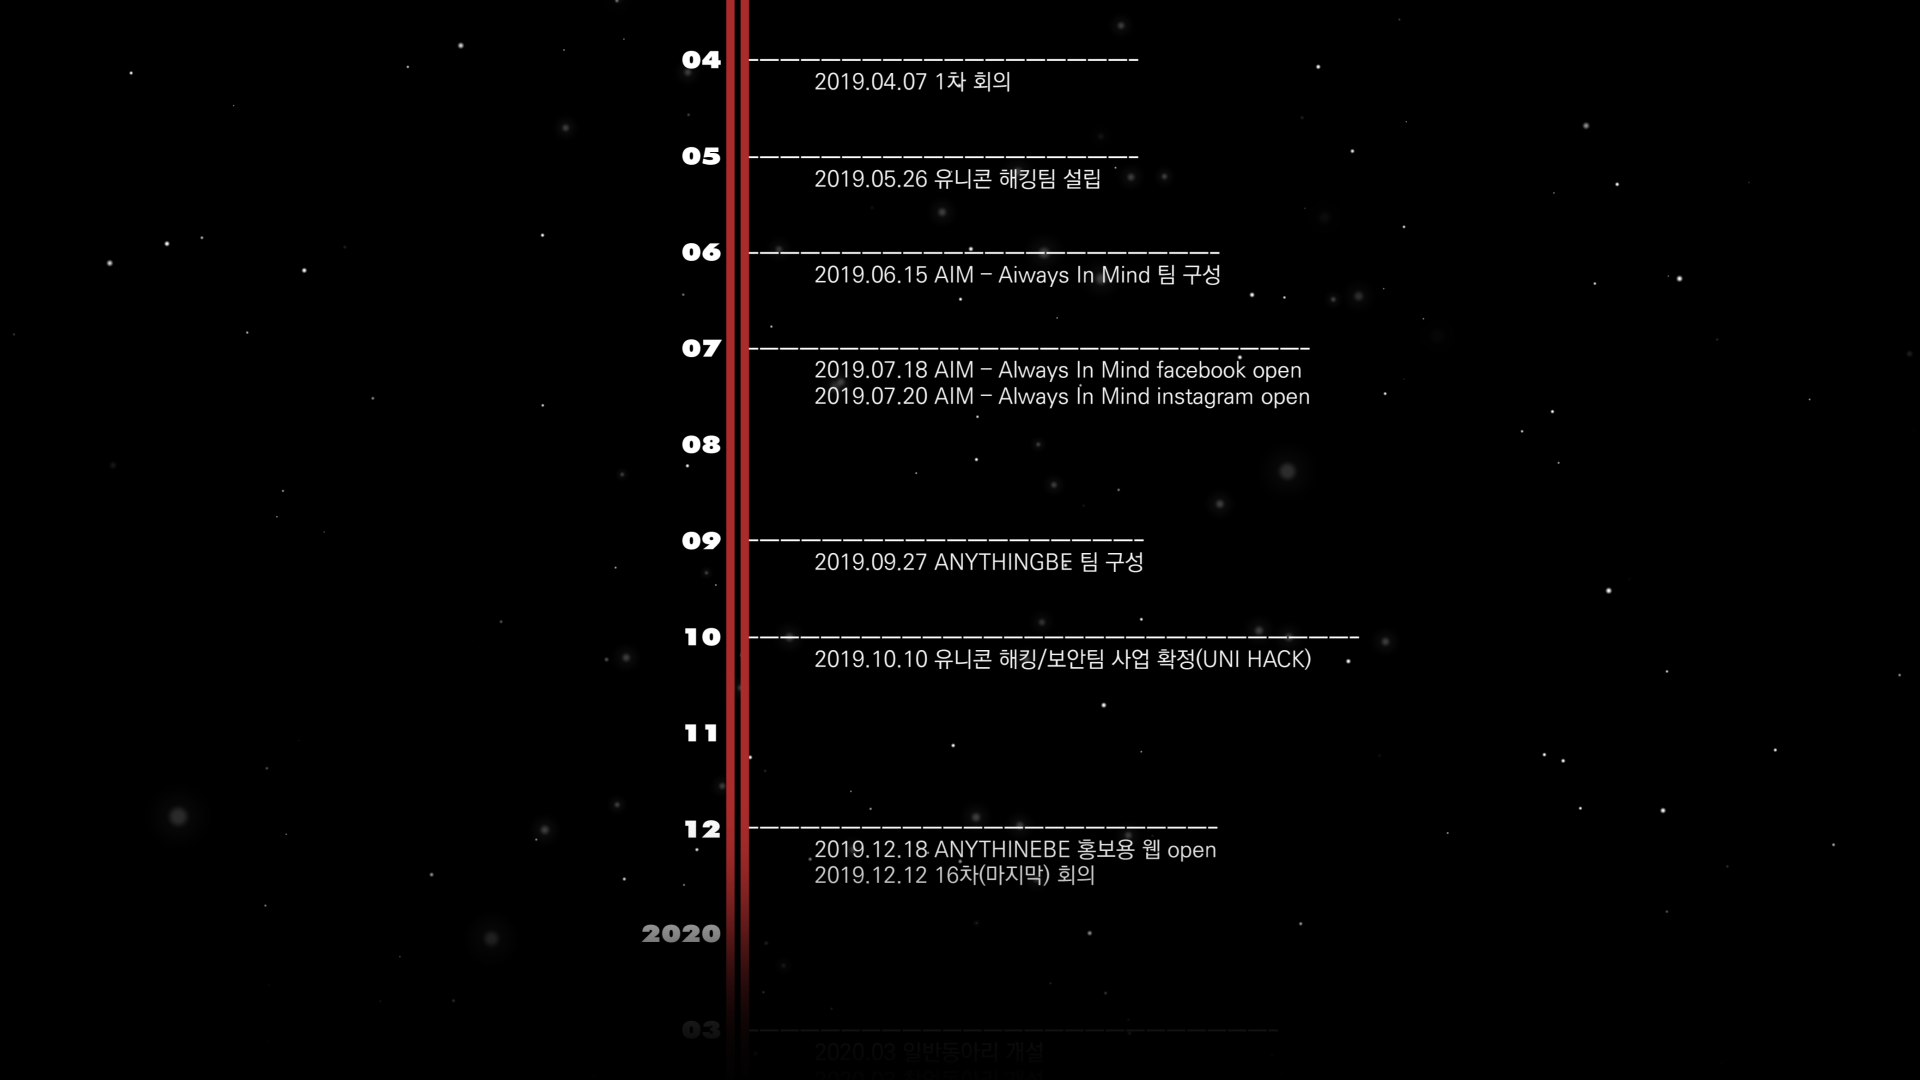 04
2019.04.07 1차 회의
05
2019.05.26 유니콘 해킹팀 설립
06
2019.06.15 AIM - Aiways In Mind 팀 구성
07
2019.07.18 AIM - Always In Mind facebook open
2019.07.20 AIM - Always In Mind instagram open
08
09
2019.09.27 ANYTHINGBE 팀 구성
10
2019.10.10 유니콘 해킹/보안팀 사업 확정(UNI HACK)
11
12
2019.12.18 ANYTHINEBE 홍보용 웹 open
2019.12.12 16차(마지막) 회의
2020
03
2020.03 일반동아리 개설